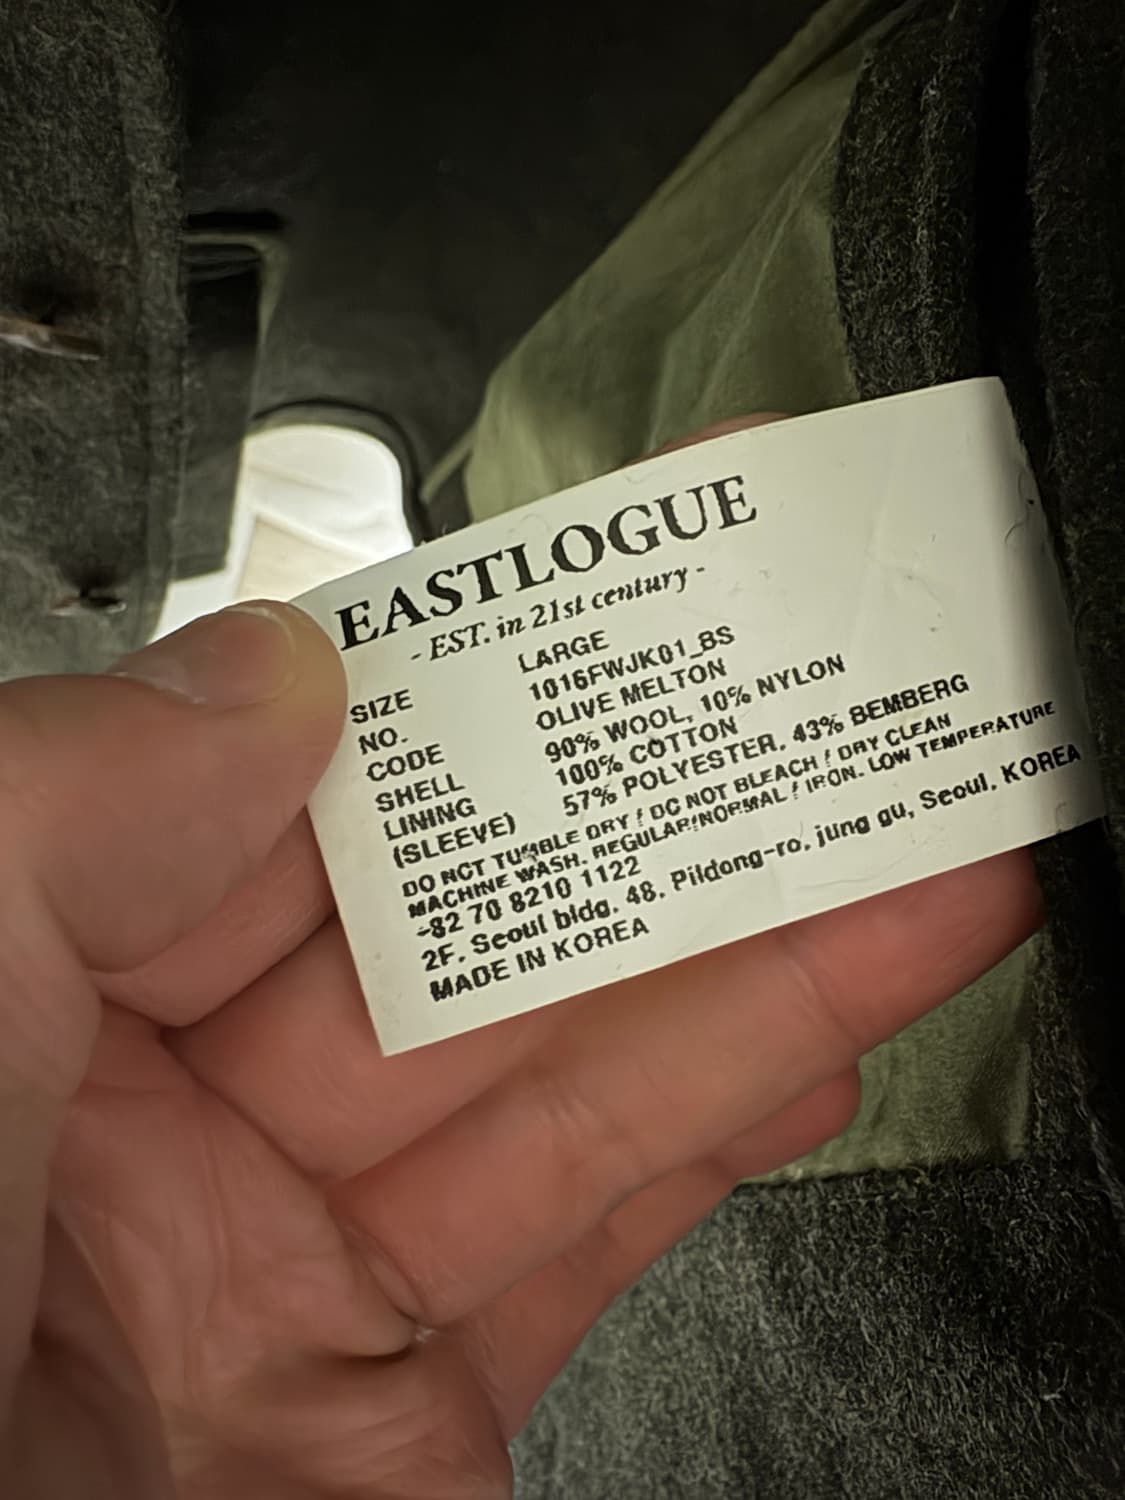 EASTLOGUE
- EST. in 21st century -
SIZE LARGE
NO. 1016FWJK01_BS
CODE OLIVE MELTON
SHELL 90% WOOL, 10% NYLON
LINING 100% COTTON
(SLEEVE) 57% POLYESTER, 43% BEMBERG
DO NOT TUMBLE DRY / DO NOT BLEACH / DRY CLEAN
MACHINE WASH. REGULAR/NORMAL / IRON. LOW TEMPERATURE
+82 70 8210 1122
2F. Seoul bldg. 48. Pildong-ro, jung gu, Seoul, KOREA
MADE IN KOREA